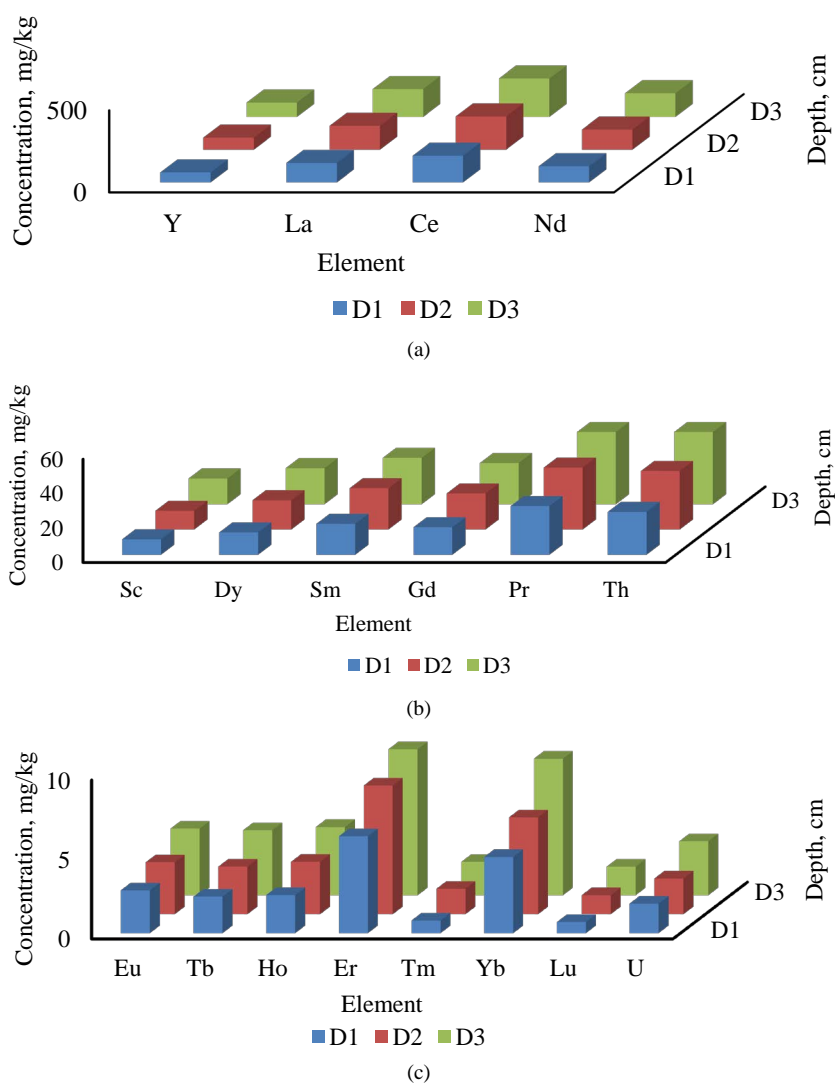 Concentration, mg/kg
500
0
Y La Ce Nd
Element
D1
D2
D3
Depth, cm
D1 D2 D3
(a)
Concentration, mg/kg
60
40
20
0
Sc Dy Sm Gd Pr Th
Element
D1
D3
Depth, cm
D1 D2 D3
(b)
Concentration, mg/kg
10
5
0
Eu Tb Ho Er Tm Yb Lu U
Element
D1
D3
Depth, cm
D1 D2 D3
(c)